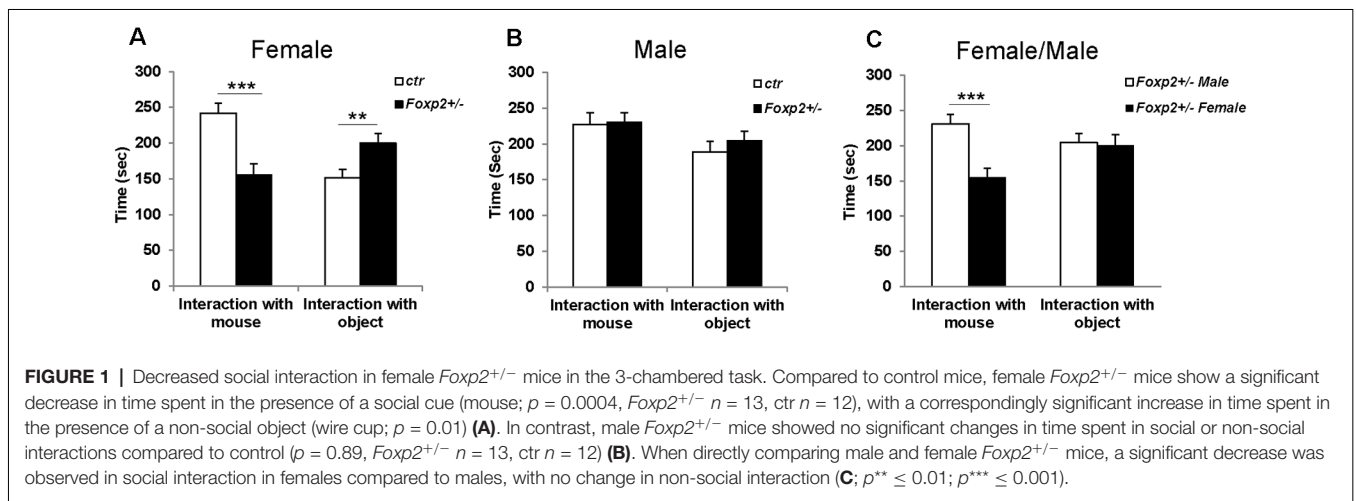 A
Female
***
**
ctr
Foxp2+/-
Time (sec)
300
250
200
150
100
50
0
Interaction with mouse
Interaction with object
B
Male
ctr
Foxp2+/-
Time (Sec)
300
250
200
150
100
50
0
Interaction with mouse
Interaction with object
C
Female/Male
***
Foxp2+/- Male
Foxp2+/- Female
Time (sec)
300
250
200
150
100
50
0
Interaction with mouse
Interaction with object
FIGURE 1 | Decreased social interaction in female Foxp2+/− mice in the 3-chambered task. Compared to control mice, female Foxp2+/− mice show a significant
decrease in time spent in the presence of a social cue (mouse; p = 0.0004, Foxp2+/− n = 13, ctr n = 12), with a correspondingly significant increase in time spent in
the presence of a non-social object (wire cup; p = 0.01) (A). In contrast, male Foxp2+/− mice showed no significant changes in time spent in social or non-social
interactions compared to control (p = 0.89, Foxp2+/− n = 13, ctr n = 12) (B). When directly comparing male and female Foxp2+/− mice, a significant decrease was
observed in social interaction in females compared to males, with no change in non-social interaction (C; p** ≤ 0.01; p*** ≤ 0.001).